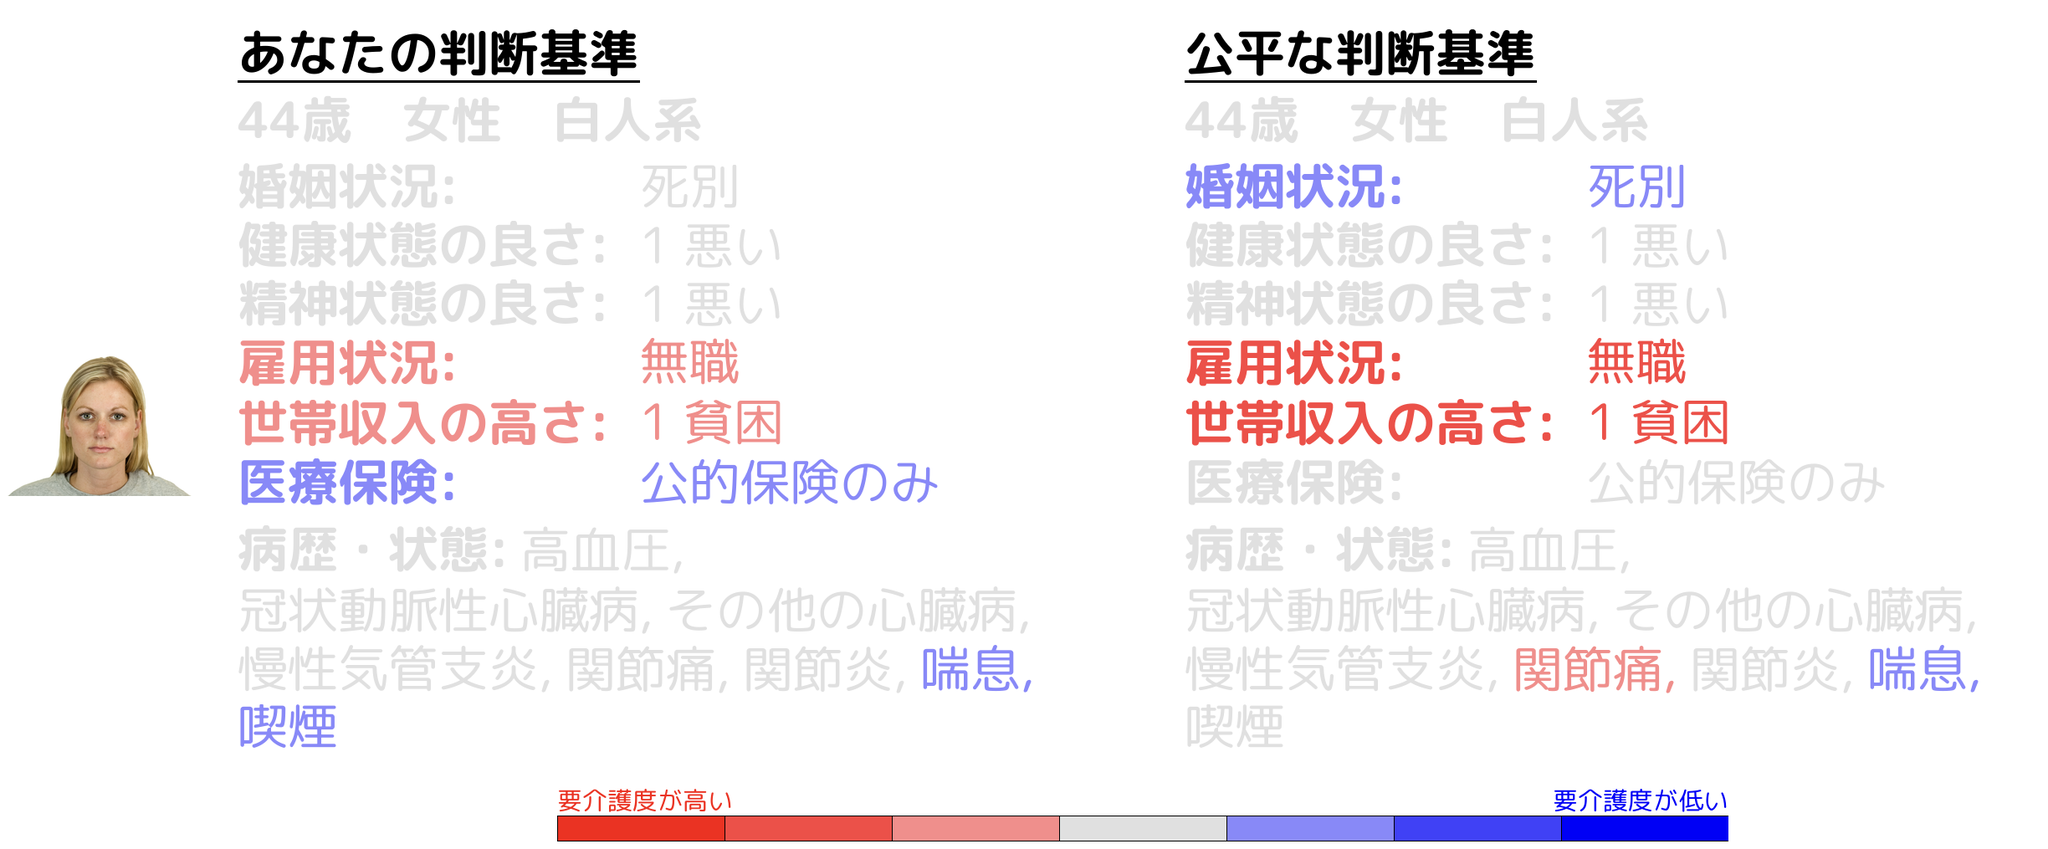 あなたの判断基準
44歳　女性　白人系
婚姻状況: 死別
健康状態の良さ: 1 悪い
精神状態の良さ: 1 悪い
雇用状況: 無職
世帯収入の高さ: 1 貧困
医療保険: 公的保険のみ
病歴・状態: 高血圧,
冠状動脈性心臓病, その他の心臓病,
慢性気管支炎, 関節痛, 関節炎, 喘息,
喫煙
公平な判断基準
44歳　女性　白人系
婚姻状況: 死別
健康状態の良さ: 1 悪い
精神状態の良さ: 1 悪い
雇用状況: 無職
世帯収入の高さ: 1 貧困
医療保険: 公的保険のみ
病歴・状態: 高血圧,
冠状動脈性心臓病, その他の心臓病,
慢性気管支炎, 関節痛, 関節炎, 喘息,
喫煙
要介護度が高い
要介護度が低い